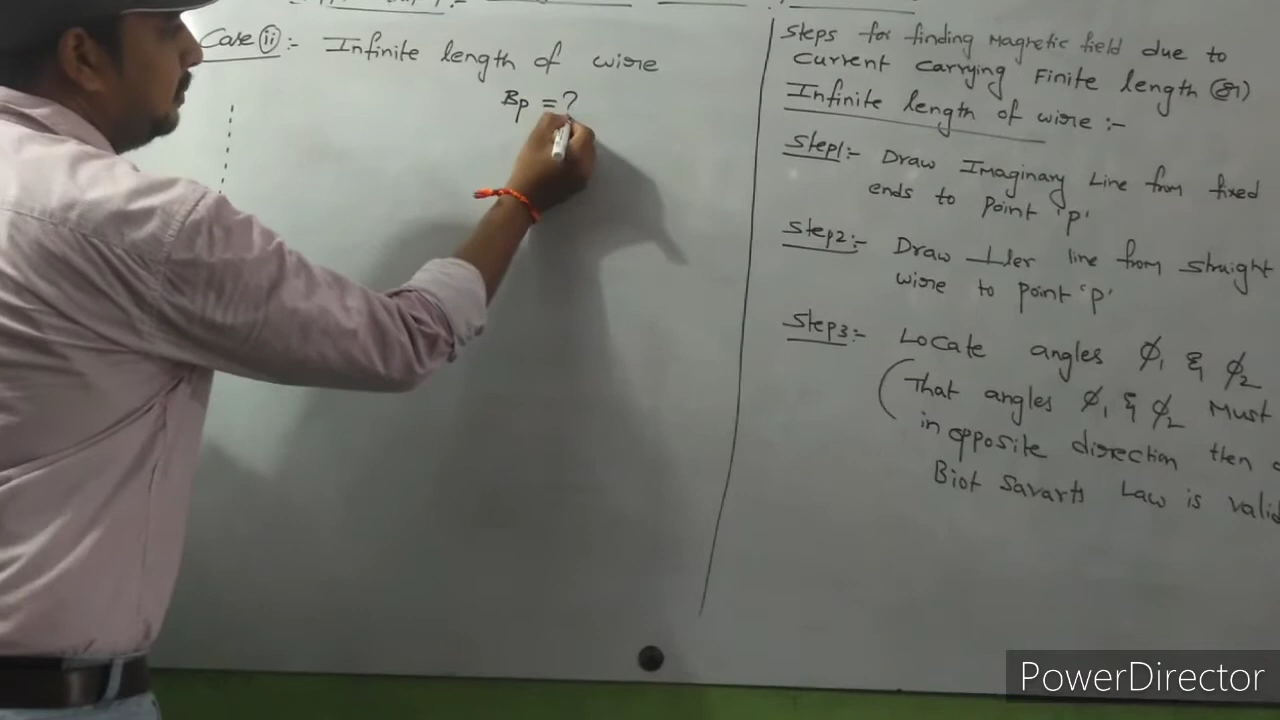 Case (ii) :- Infinite length of wire
Bp = ?
Steps for finding Magnetic field due to
Current Carrying Finite length (or)
Infinite length of wire :-
Step1:- Draw Imaginary Line from fixed
ends to point 'P'
Step2:- Draw ⊥ler line from straight
wire to point 'P'
Step3:- Locate angles ϕ₁ & ϕ₂
(That angles ϕ₁ & ϕ₂ Must
in opposite direction then
Biot Savarts Law is valid
PowerDirector